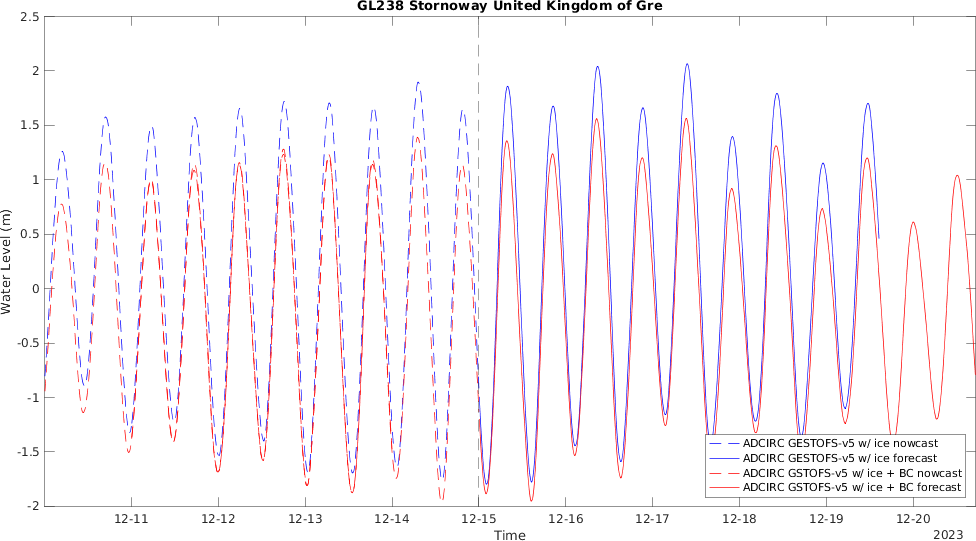 GL238 Stornoway United Kingdom of Gre
2.5
2
1.5
1
0.5
0
-0.5
-1
-1.5
-2
Water Level (m)
ADCIRC GESTOFS-v5 w/ ice nowcast
ADCIRC GESTOFS-v5 w/ ice forecast
ADCIRC GSTOFS-v5 w/ ice + BC nowcast
ADCIRC GSTOFS-v5 w/ ice + BC forecast
12-11 12-12 12-13 12-14 12-15 12-16 12-17 12-18 12-19 12-20
Time
2023